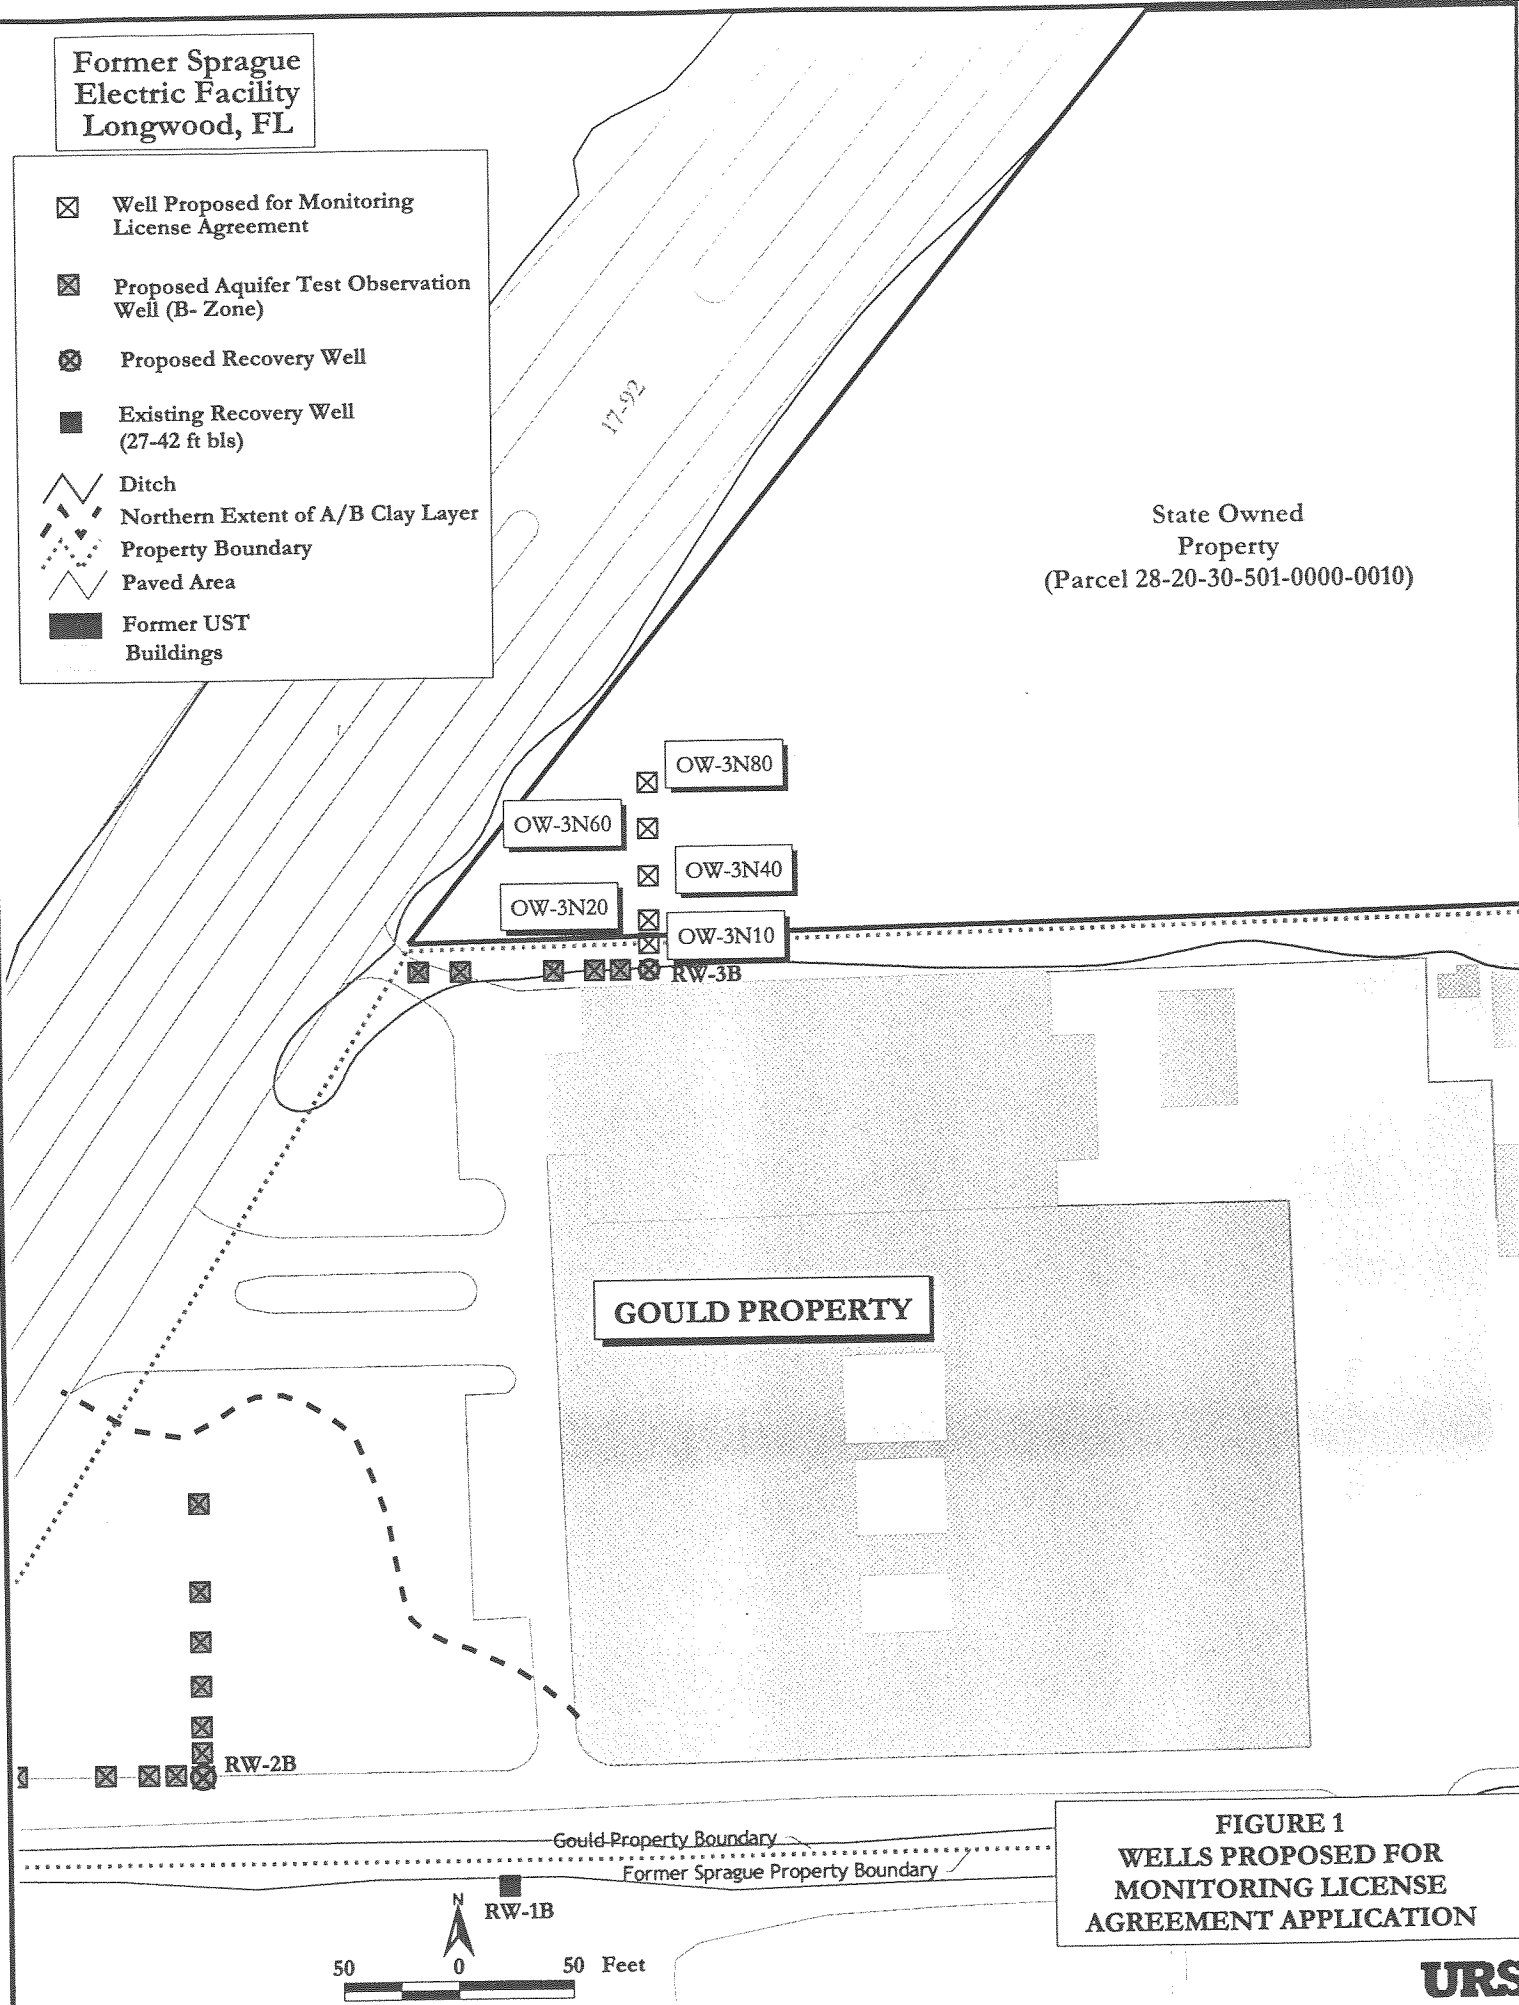 Former Sprague
Electric Facility
Longwood, FL
Well Proposed for Monitoring
License Agreement
Proposed Aquifer Test Observation
Well (B- Zone)
Proposed Recovery Well
Existing Recovery Well
(27-42 ft bls)
Ditch
Northern Extent of A/B Clay Layer
Property Boundary
Paved Area
Former UST
Buildings
17-92
State Owned
Property
(Parcel 28-20-30-501-0000-0010)
OW-3N80
OW-3N60
OW-3N40
OW-3N20
OW-3N10
RW-3B
GOULD PROPERTY
RW-2B
Gould Property Boundary
Former Sprague Property Boundary
RW-1B
N
50 0 50 Feet
FIGURE 1
WELLS PROPOSED FOR
MONITORING LICENSE
AGREEMENT APPLICATION
URS